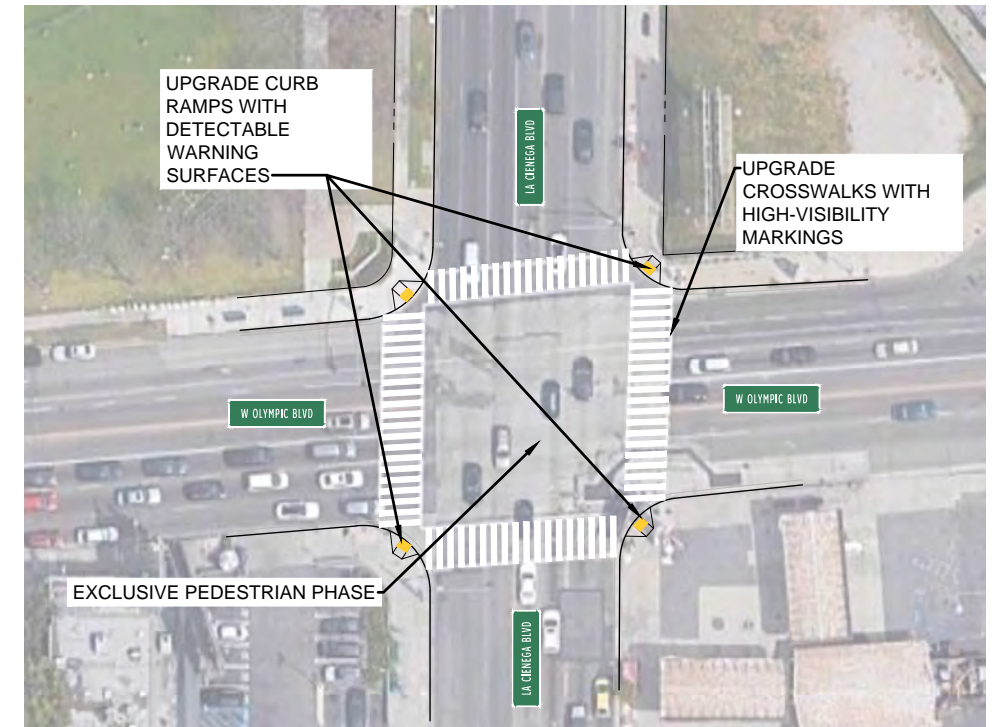 UPGRADE CURB
RAMPS WITH
DETECTABLE
WARNING
SURFACES
LA CIENEGA BLVD
UPGRADE
CROSSWALKS WITH
HIGH-VISIBILITY
MARKINGS
W OLYMPIC BLVD
W OLYMPIC BLVD
EXCLUSIVE PEDESTRIAN PHASE
LA CIENEGA BLVD